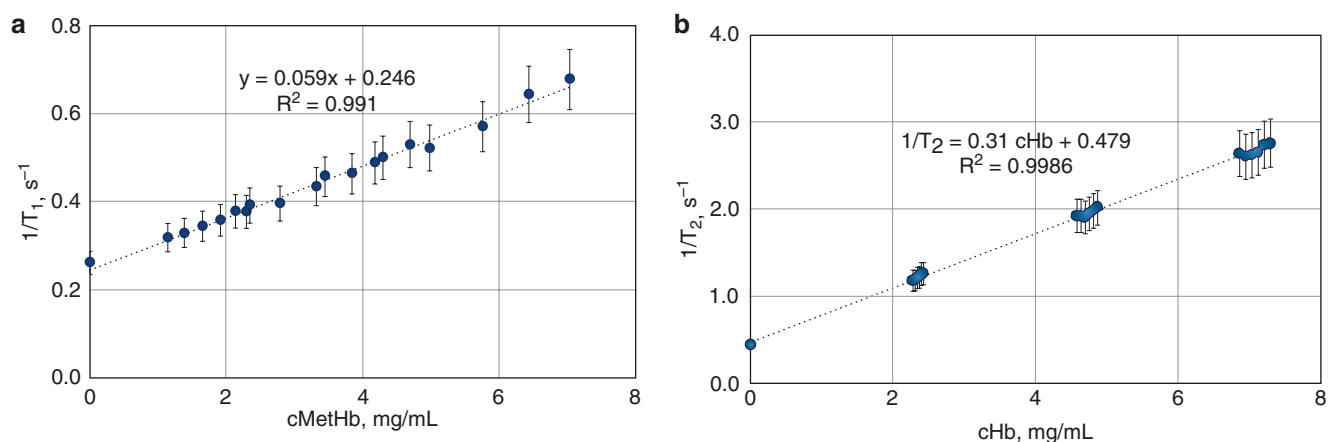 a
0.8
0.6
0.4
0.2
0.0
1/T1, s–1
y = 0.059x + 0.246
R2 = 0.991
0 2 4 6 8
cMetHb, mg/mL
b
4.0
3.0
2.0
1.0
0.0
1/T2, s–1
1/T2 = 0.31 cHb + 0.479
R2 = 0.9986
0 2 4 6 8
cHb, mg/mL